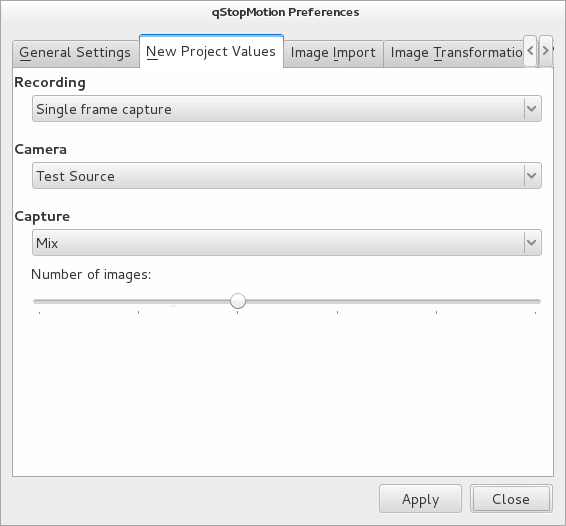 qStopMotion Preferences
General Settings New Project Values Image Import Image Transformatio
Recording
Single frame capture
Camera
Test Source
Capture
Mix
Number of images:
Apply Close